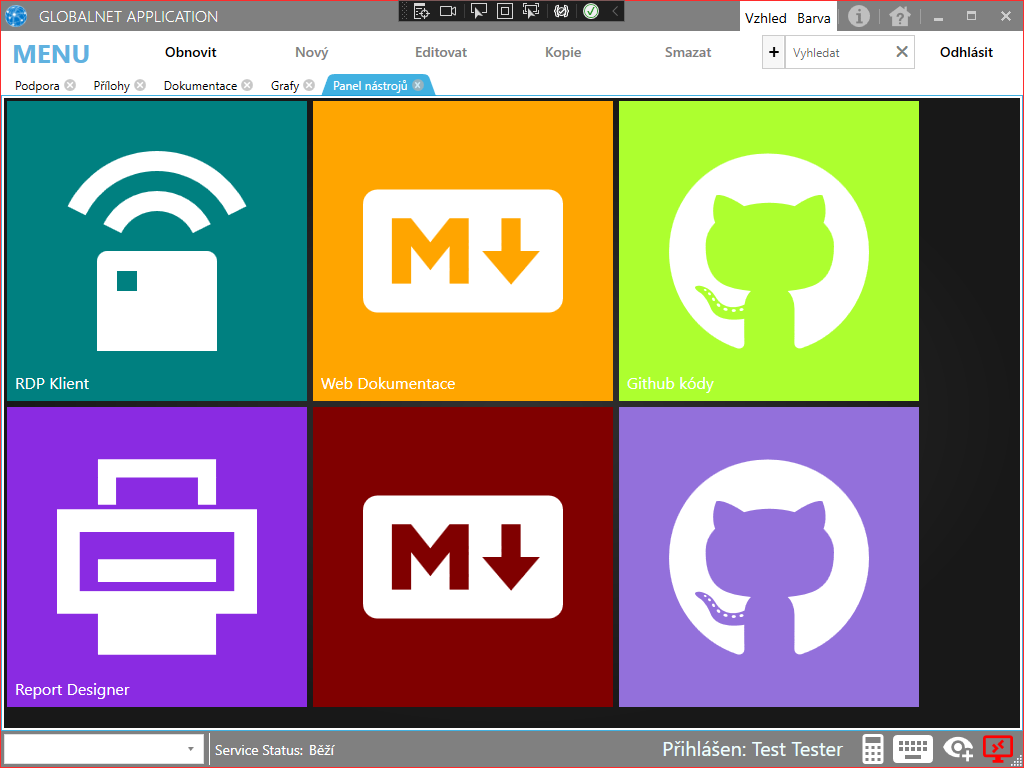 GLOBALNET APPLICATION
Vzhled Barva
MENU Obnovit Nový Editovat Kopie Smazat + Vyhledat Odhlásit
Podpora Přílohy Dokumentace Grafy Panel nástrojů
RDP Klient
Web Dokumentace
Github kódy
Report Designer
Service Status: Běží
Přihlášen: Test Tester